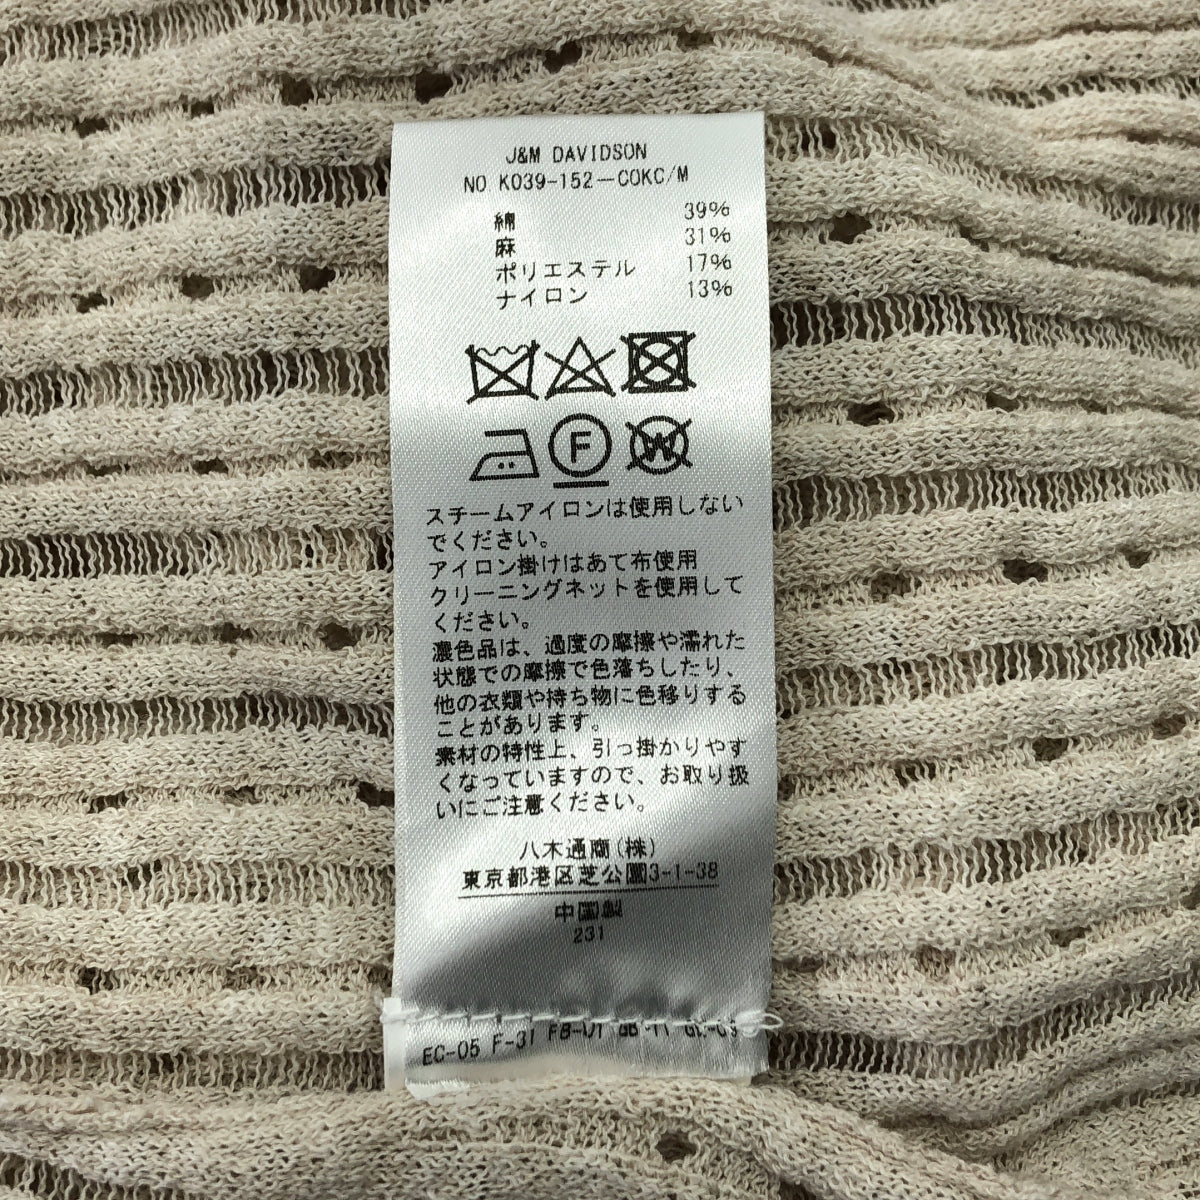 J&M DAVIDSON
NO K039-152-COKC/M
綿 39%
麻 31%
ポリエステル 17%
ナイロン 13%
F
W
スチームアイロンは使用しない
でください。
アイロン掛けはあて布使用
クリーニングネットを使用して
ください。
濃色品は、過度の摩擦や濡れた
状態での摩擦で色落ちしたり、
他の衣類や持ち物に色移りする
ことがあります。
素材の特性上、引っ掛かりやす
くなっていますので、お取り扱
いにご注意ください。
八木通商(株)
東京都港区芝公園3-1-38
中国製
231
EC-05 F-31 FB-01